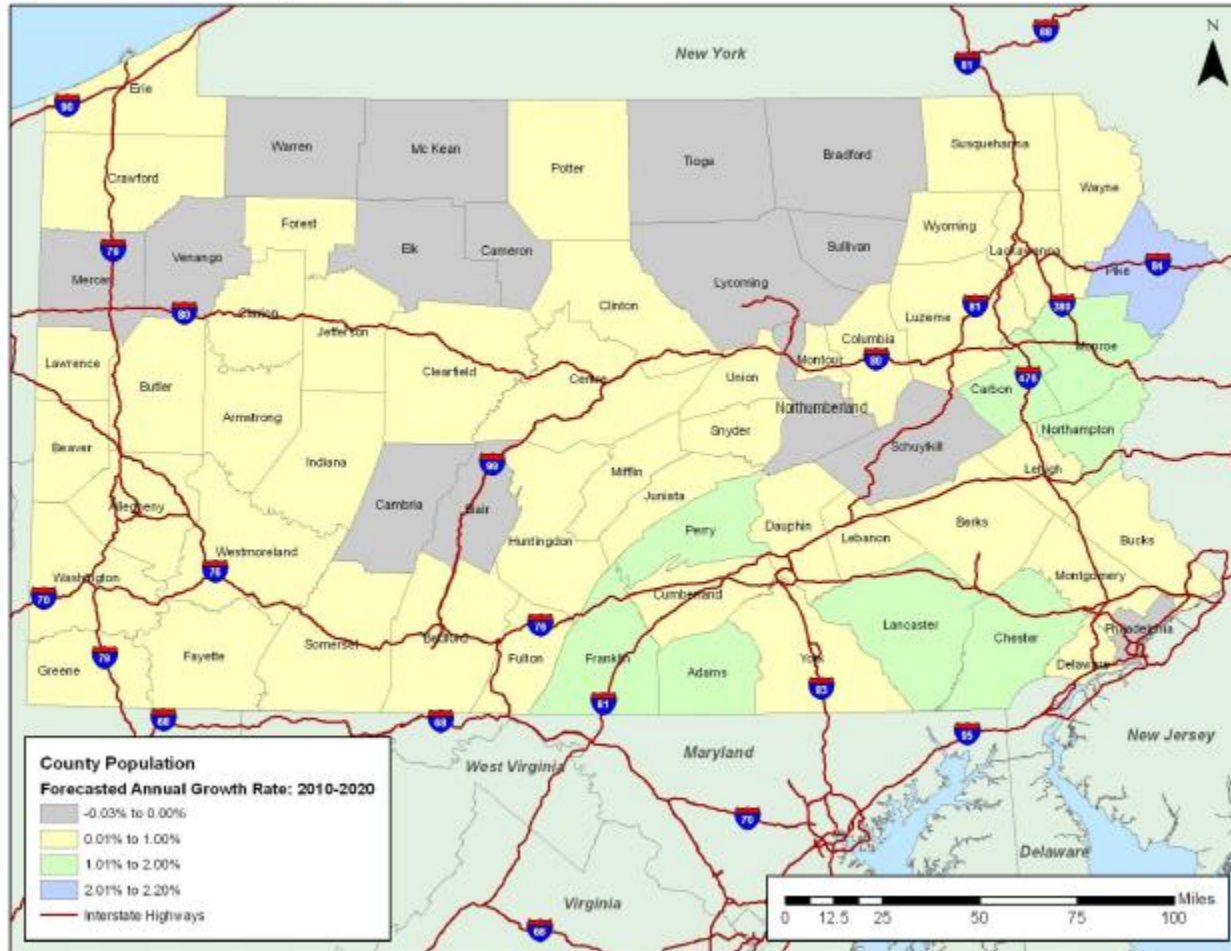 New York
N
88
81
Erie
90
Warren
Mc Kean
Potter
Tioga
Bradford
Susquehanna
Wayne
Crawford
Forest
Wyoming
Elk
Cameron
Sullivan
Lackawanna
Venango
79
Mercer
Lycoming
Pike
84
Clinton
80
Clarion
Jefferson
81
380
Luzerne
Columbia
Monroe
Lawrence
Butler
Clearfield
Centre
Union
Montour
80
476
Carbon
Armstrong
Northumberland
Snyder
Northampton
Beaver
Schuylkill
Indiana
99
Mifflin
Lehigh
Juniata
Cambria
Blair
Allegheny
Perry
Dauphin
Berks
Huntingdon
Lebanon
Bucks
Westmoreland
76
Washington
Montgomery
70
Cumberland
76
Lancaster
Chester
Philadelphia
Somerset
Bedford
Fulton
Franklin
Adams
York
Delaware
Greene
79
Fayette
81
83
68
68
95
Maryland
New Jersey
West Virginia
70
Delaware
Virginia
66
County Population
Forecasted Annual Growth Rate: 2010-2020
-0.03% to 0.00%
0.01% to 1.00%
1.01% to 2.00%
2.01% to 2.20%
Interstate Highways
Miles
0 12.5 25 50 75 100